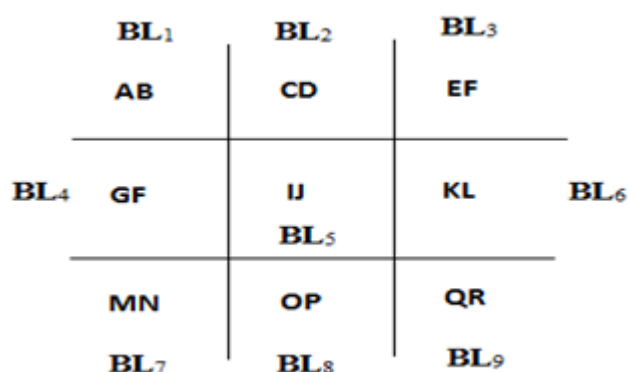 BL₁ BL₂ BL₃
AB CD EF
BL₄ GF IJ KL BL₆
BL₅
MN OP QR
BL₇ BL₈ BL₉